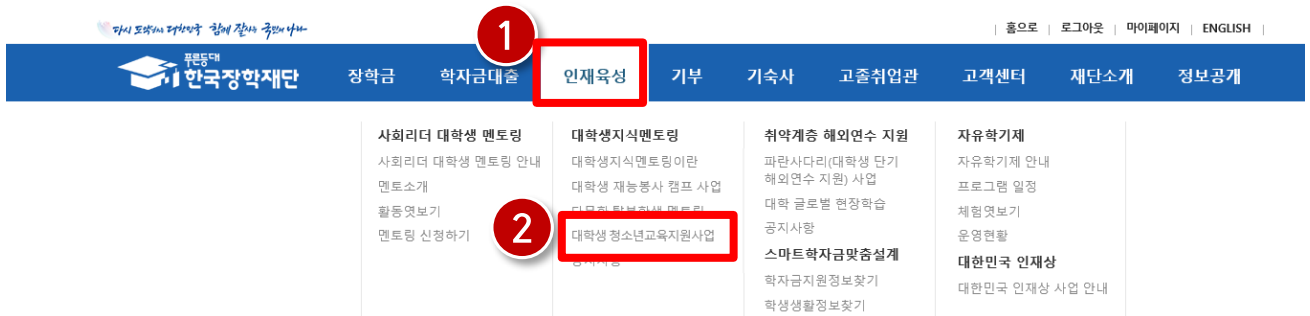 다시 도약하는 대한민국 함께 잘사는 국민의 나라
홈으로 | 로그아웃 | 마이페이지 | ENGLISH |
1
푸른등대
한국장학재단
장학금 학자금대출 인재육성 기부 기숙사 고졸취업관 고객센터 재단소개 정보공개
사회리더 대학생 멘토링
사회리더 대학생 멘토링 안내
멘토소개
활동엿보기
멘토링 신청하기
대학생지식멘토링
대학생지식멘토링이란
대학생 재능봉사 캠프 사업
2
대학생 청소년교육지원사업
취약계층 해외연수 지원
파란사다리(대학생 단기
해외연수 지원) 사업
대학 글로벌 현장학습
공지사항
스마트학자금맞춤설계
학자금지원정보찾기
학생생활정보찾기
자유학기제
자유학기제 안내
프로그램 일정
체험엿보기
운영현황
대한민국 인재상
대한민국 인재상 사업 안내